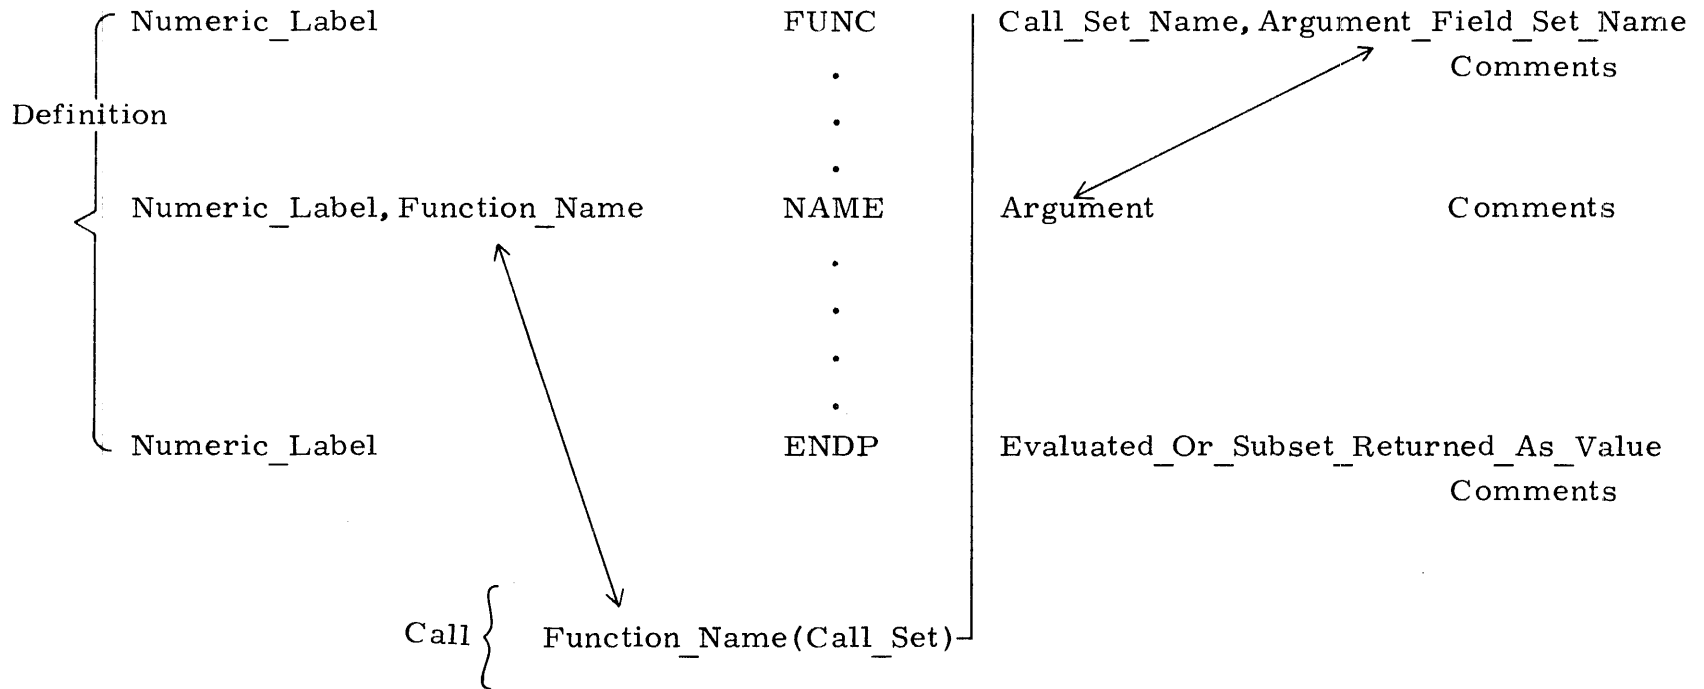 Numeric_Label FUNC Call_Set_Name, Argument_Field_Set_Name
Comments
Definition
Numeric_Label, Function_Name NAME Argument Comments
Numeric_Label ENDP Evaluated_Or_Subset_Returned_As_Value
Comments
Call Function_Name(Call_Set)